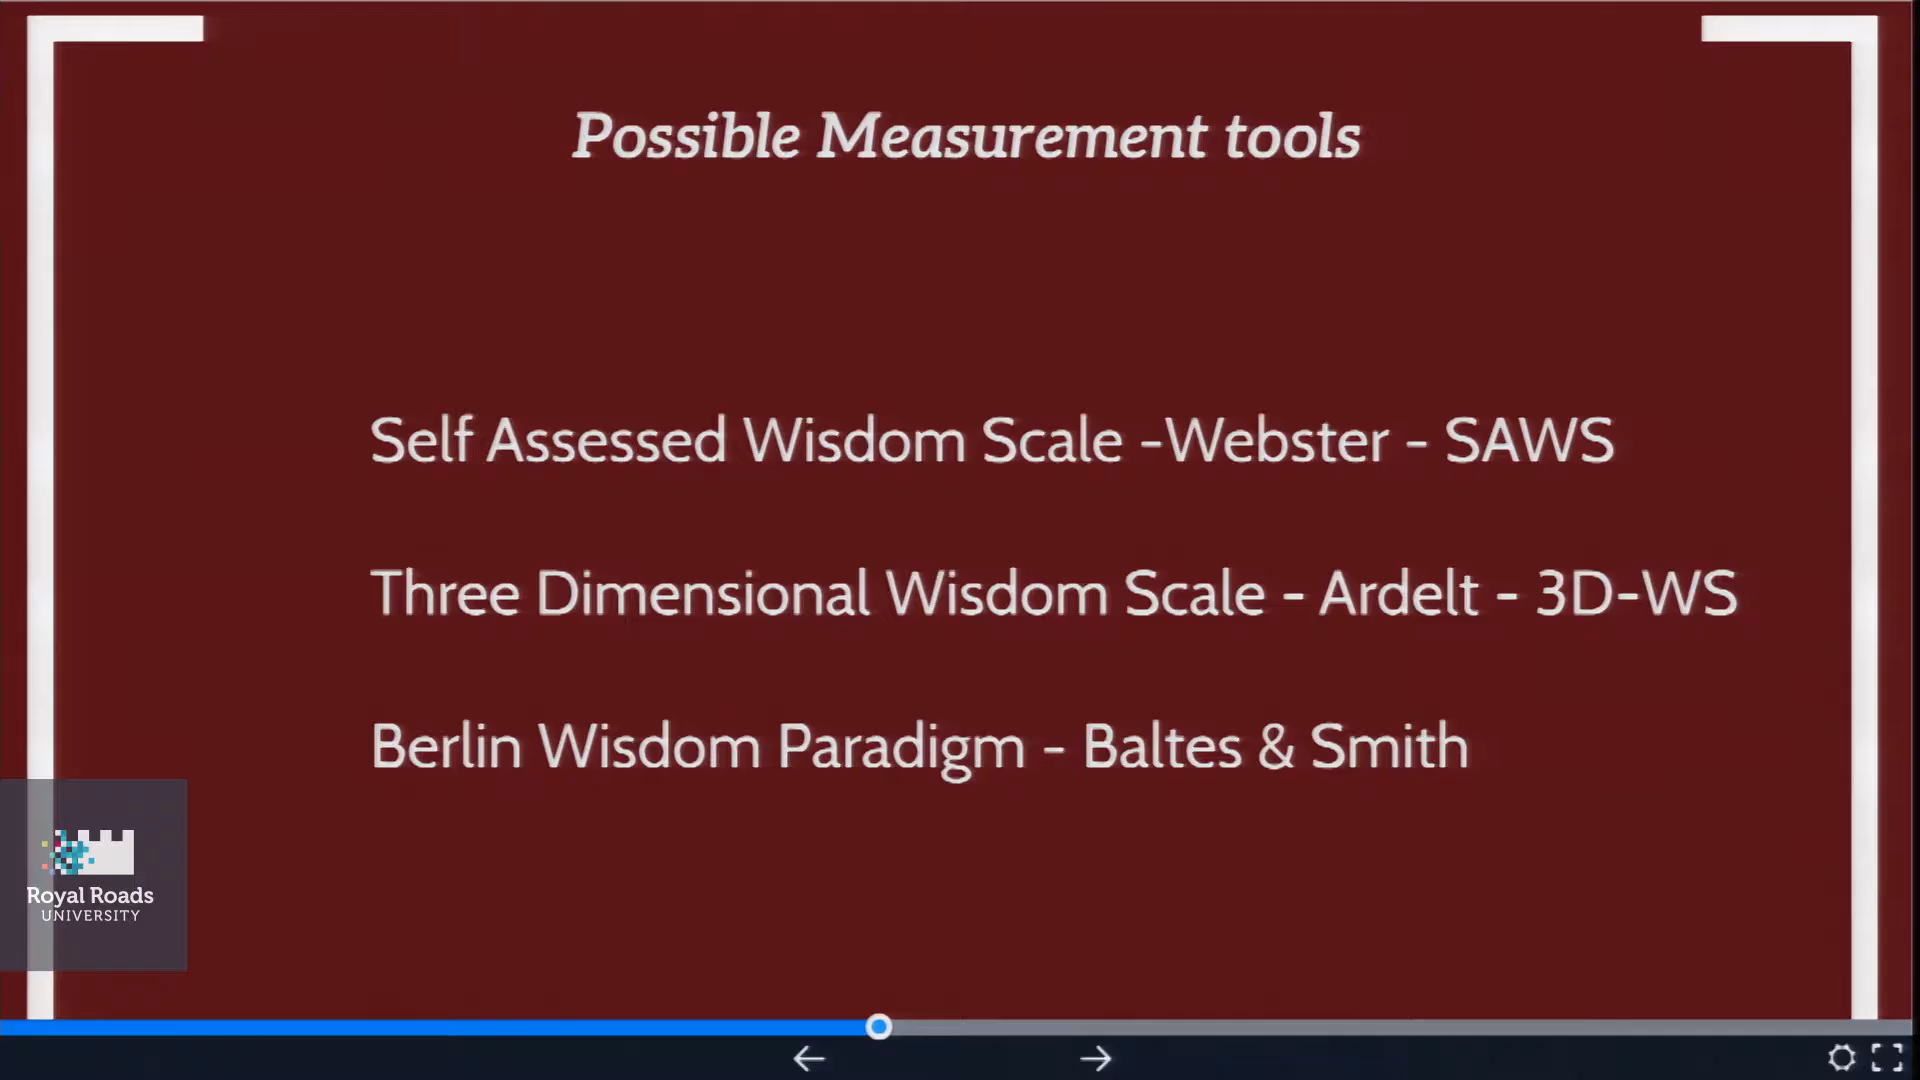 Possible Measurement tools
Self Assessed Wisdom Scale -Webster - SAWS
Three Dimensional Wisdom Scale - Ardelt - 3D-WS
Berlin Wisdom Paradigm - Baltes & Smith
Royal Roads
UNIVERSITY